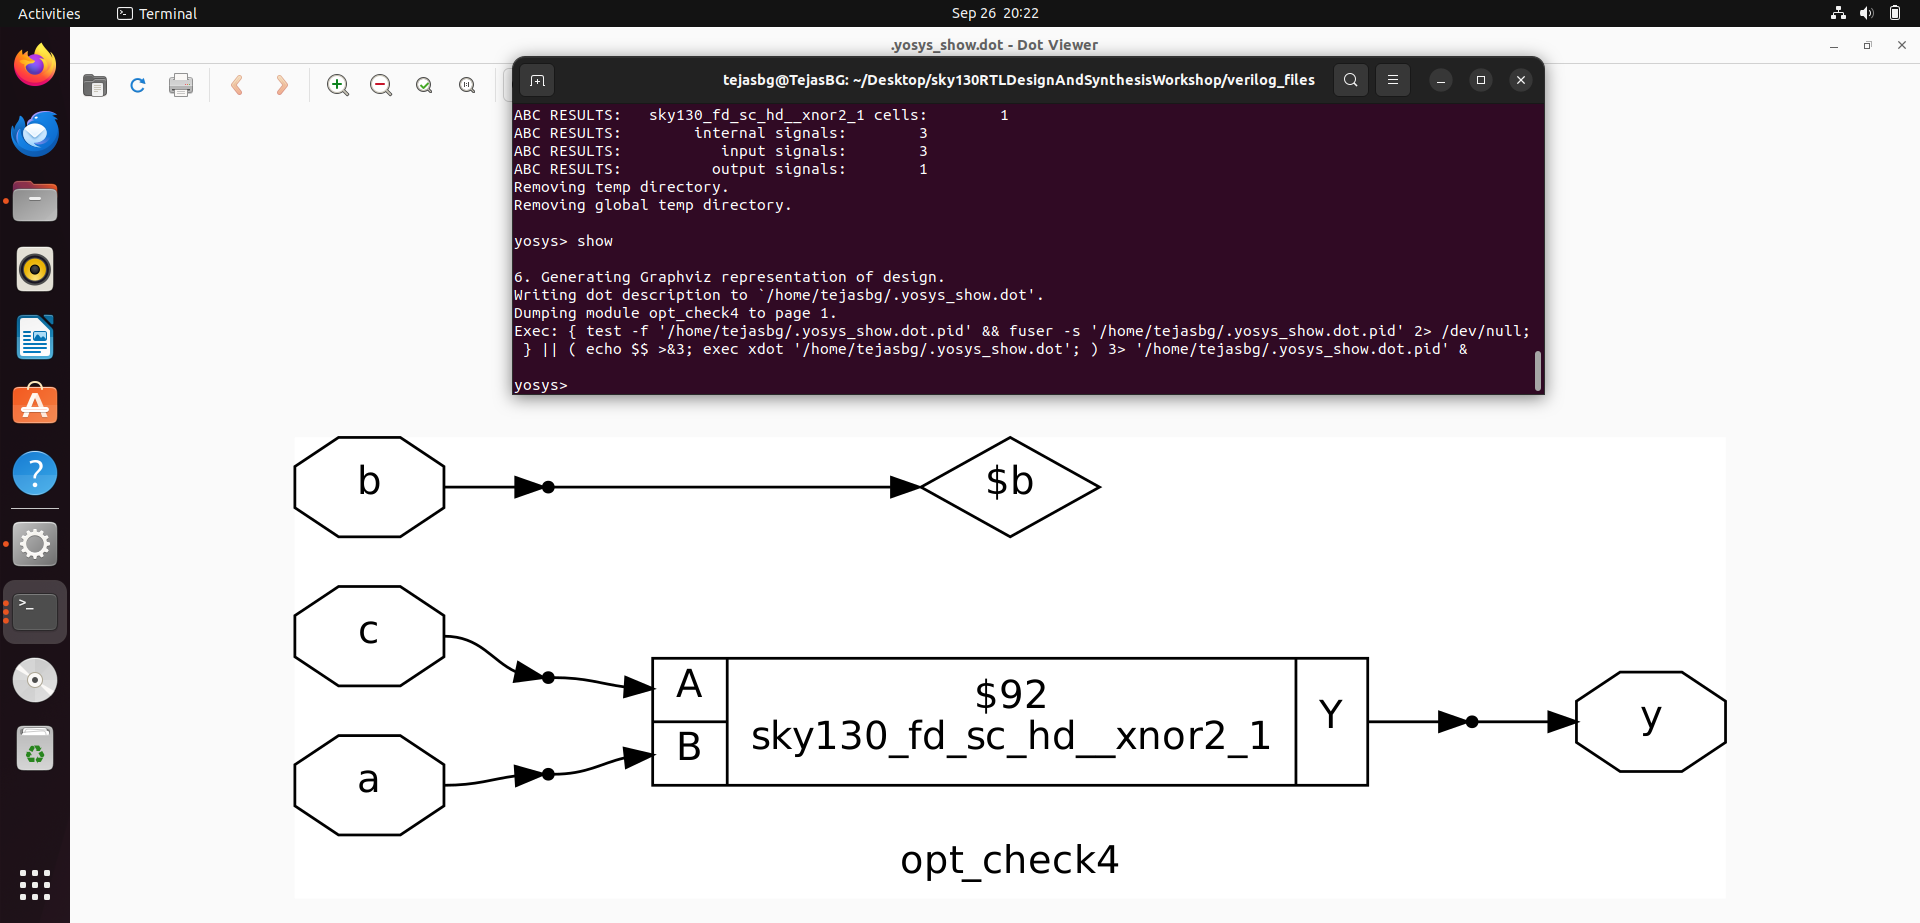 Activities
Terminal
Sep 26 20:22
.yosys_show.dot - Dot Viewer
tejasbg@TejasBG: ~/Desktop/sky130RTLDesignAndSynthesisWorkshop/verilog_files
ABC RESULTS:   sky130_fd_sc_hd__xnor2_1 cells:        1
ABC RESULTS:        internal signals:        3
ABC RESULTS:           input signals:        3
ABC RESULTS:          output signals:        1
Removing temp directory.
Removing global temp directory.
yosys> show
6. Generating Graphviz representation of design.
Writing dot description to `/home/tejasbg/.yosys_show.dot'.
Dumping module opt_check4 to page 1.
Exec: { test -f '/home/tejasbg/.yosys_show.dot.pid' && fuser -s '/home/tejasbg/.yosys_show.dot.pid' 2> /dev/null;
 } || ( echo $$ >&3; exec xdot '/home/tejasbg/.yosys_show.dot'; ) 3> '/home/tejasbg/.yosys_show.dot.pid' &
yosys>
b
$b
c
a
A
B
$92
sky130_fd_sc_hd__xnor2_1
Y
y
opt_check4